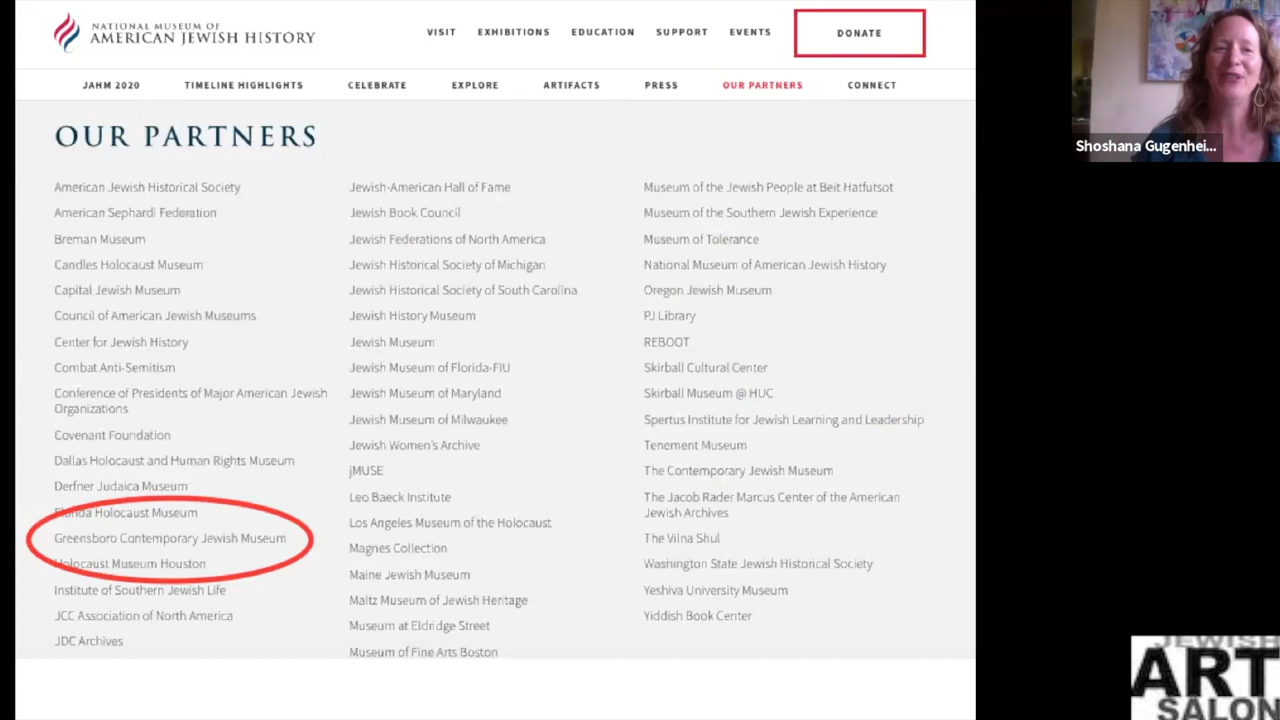 NATIONAL MUSEUM OF
AMERICAN JEWISH HISTORY
VISIT EXHIBITIONS EDUCATION SUPPORT EVENTS DONATE
JAHM 2020 TIMELINE HIGHLIGHTS CELEBRATE EXPLORE ARTIFACTS PRESS OUR PARTNERS CONNECT
OUR PARTNERS
American Jewish Historical Society
American Sephardi Federation
Breman Museum
Candles Holocaust Museum
Capital Jewish Museum
Council of American Jewish Museums
Center for Jewish History
Combat Anti-Semitism
Conference of Presidents of Major American Jewish
Organizations
Covenant Foundation
Dallas Holocaust and Human Rights Museum
Derfner Judaica Museum
Florida Holocaust Museum
Greensboro Contemporary Jewish Museum
Holocaust Museum Houston
Institute of Southern Jewish Life
JCC Association of North America
JDC Archives
Jewish-American Hall of Fame
Jewish Book Council
Jewish Federations of North America
Jewish Historical Society of Michigan
Jewish Historical Society of South Carolina
Jewish History Museum
Jewish Museum
Jewish Museum of Florida-FIU
Jewish Museum of Maryland
Jewish Museum of Milwaukee
Jewish Women's Archive
jMUSE
Leo Baeck Institute
Los Angeles Museum of the Holocaust
Magnes Collection
Maine Jewish Museum
Maltz Museum of Jewish Heritage
Museum at Eldridge Street
Museum of Fine Arts Boston
Museum of the Jewish People at Beit Hatfutsot
Museum of the Southern Jewish Experience
Museum of Tolerance
National Museum of American Jewish History
Oregon Jewish Museum
PJ Library
REBOOT
Skirball Cultural Center
Skirball Museum @ HUC
Spertus Institute for Jewish Learning and Leadership
Tenement Museum
The Contemporary Jewish Museum
The Jacob Rader Marcus Center of the American
Jewish Archives
The Vilna Shul
Washington State Jewish Historical Society
Yeshiva University Museum
Yiddish Book Center
Shoshana Gugenhei...
JEWISH
ART
SALON